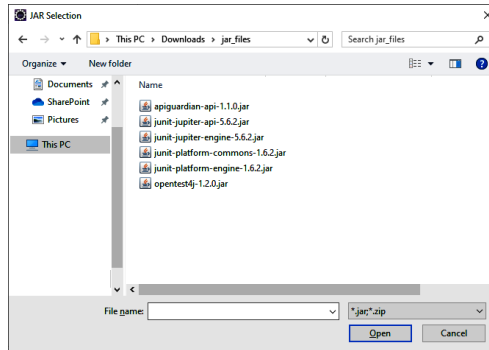 JAR Selection
This PC > Downloads > jar_files
Search jar_files
Organize
New folder
Documents
SharePoint
Pictures
This PC
Name
apiguardian-api-1.1.0.jar
junit-jupiter-api-5.6.2.jar
junit-jupiter-engine-5.6.2.jar
junit-platform-commons-1.6.2.jar
junit-platform-engine-1.6.2.jar
opentest4j-1.2.0.jar
File name:
*.jar;*.zip
Open
Cancel